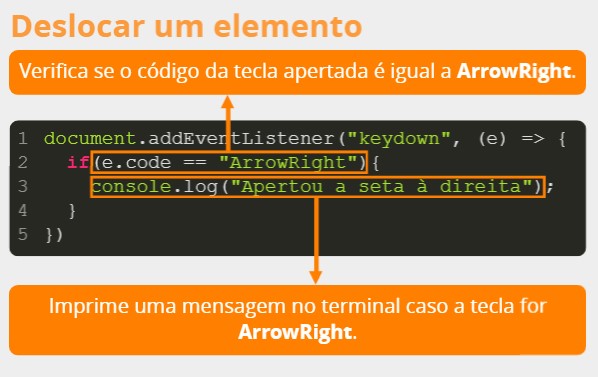 Deslocar um elemento
Verifica se o código da tecla apertada é igual a ArrowRight.
1 document.addEventListener("keydown", (e) => {
2 if(e.code == "ArrowRight"){
3 console.log("Apertou a seta à direita");
4 }
5 })
Imprime uma mensagem no terminal caso a tecla for
ArrowRight.